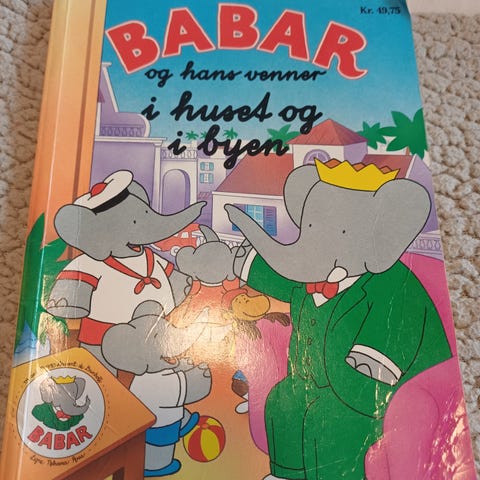 Kr. 49,75
BABAR
og hans venner
i huset og
i byen
BABAR